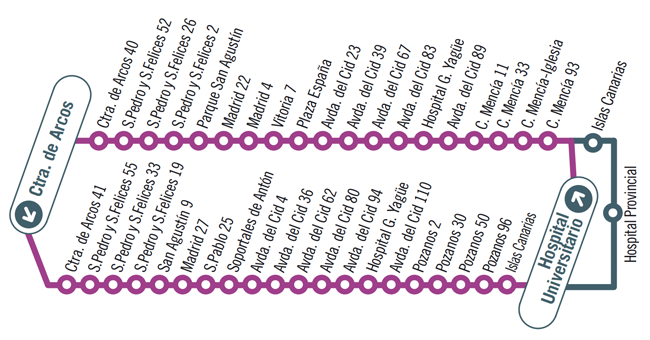 Ctra. de Arcos
Ctra. de Arcos 40
S.Pedro y S.Felices 52
S.Pedro y S.Felices 26
S.Pedro y S.Felices 2
Parque San Agustín
Madrid 22
Madrid 4
Vitoria 7
Plaza España
Avda. del Cid 23
Avda. del Cid 39
Avda. del Cid 67
Avda. del Cid 83
Hospital G. Yagüe
Avda. del Cid 89
C. Mencía 11
C. Mencía 33
C. Mencía-Iglesia
C. Mencía 93
Islas Canarias
Hospital Provincial
Hospital
Universitario
Ctra. de Arcos 41
S.Pedro y S.Felices 55
S.Pedro y S.Felices 33
S.Pedro y S.Felices 19
San Agustín 9
Madrid 27
S.Pablo 25
Soportales de Antón
Avda. del Cid 4
Avda. del Cid 36
Avda. del Cid 62
Avda. del Cid 80
Avda. del Cid 94
Hospital G. Yagüe
Avda. del Cid 110
Pozanos 2
Pozanos 30
Pozanos 50
Pozanos 96
Islas Canarias